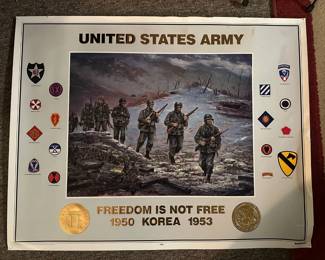 UNITED STATES ARMY
FREEDOM IS NOT FREE
1950 KOREA 1953